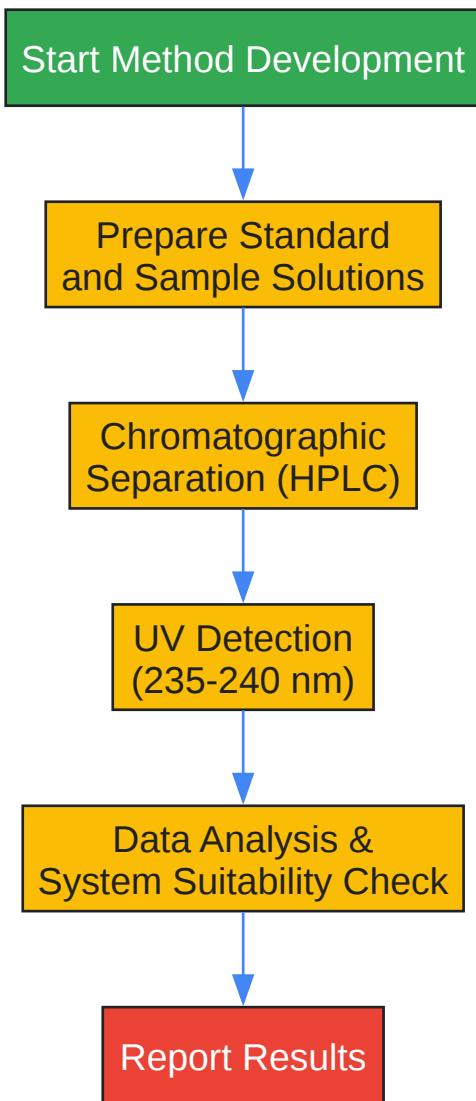 Start Method Development
Prepare Standard
and Sample Solutions
Chromatographic
Separation (HPLC)
UV Detection
(235-240 nm)
Data Analysis &
System Suitability Check
Report Results